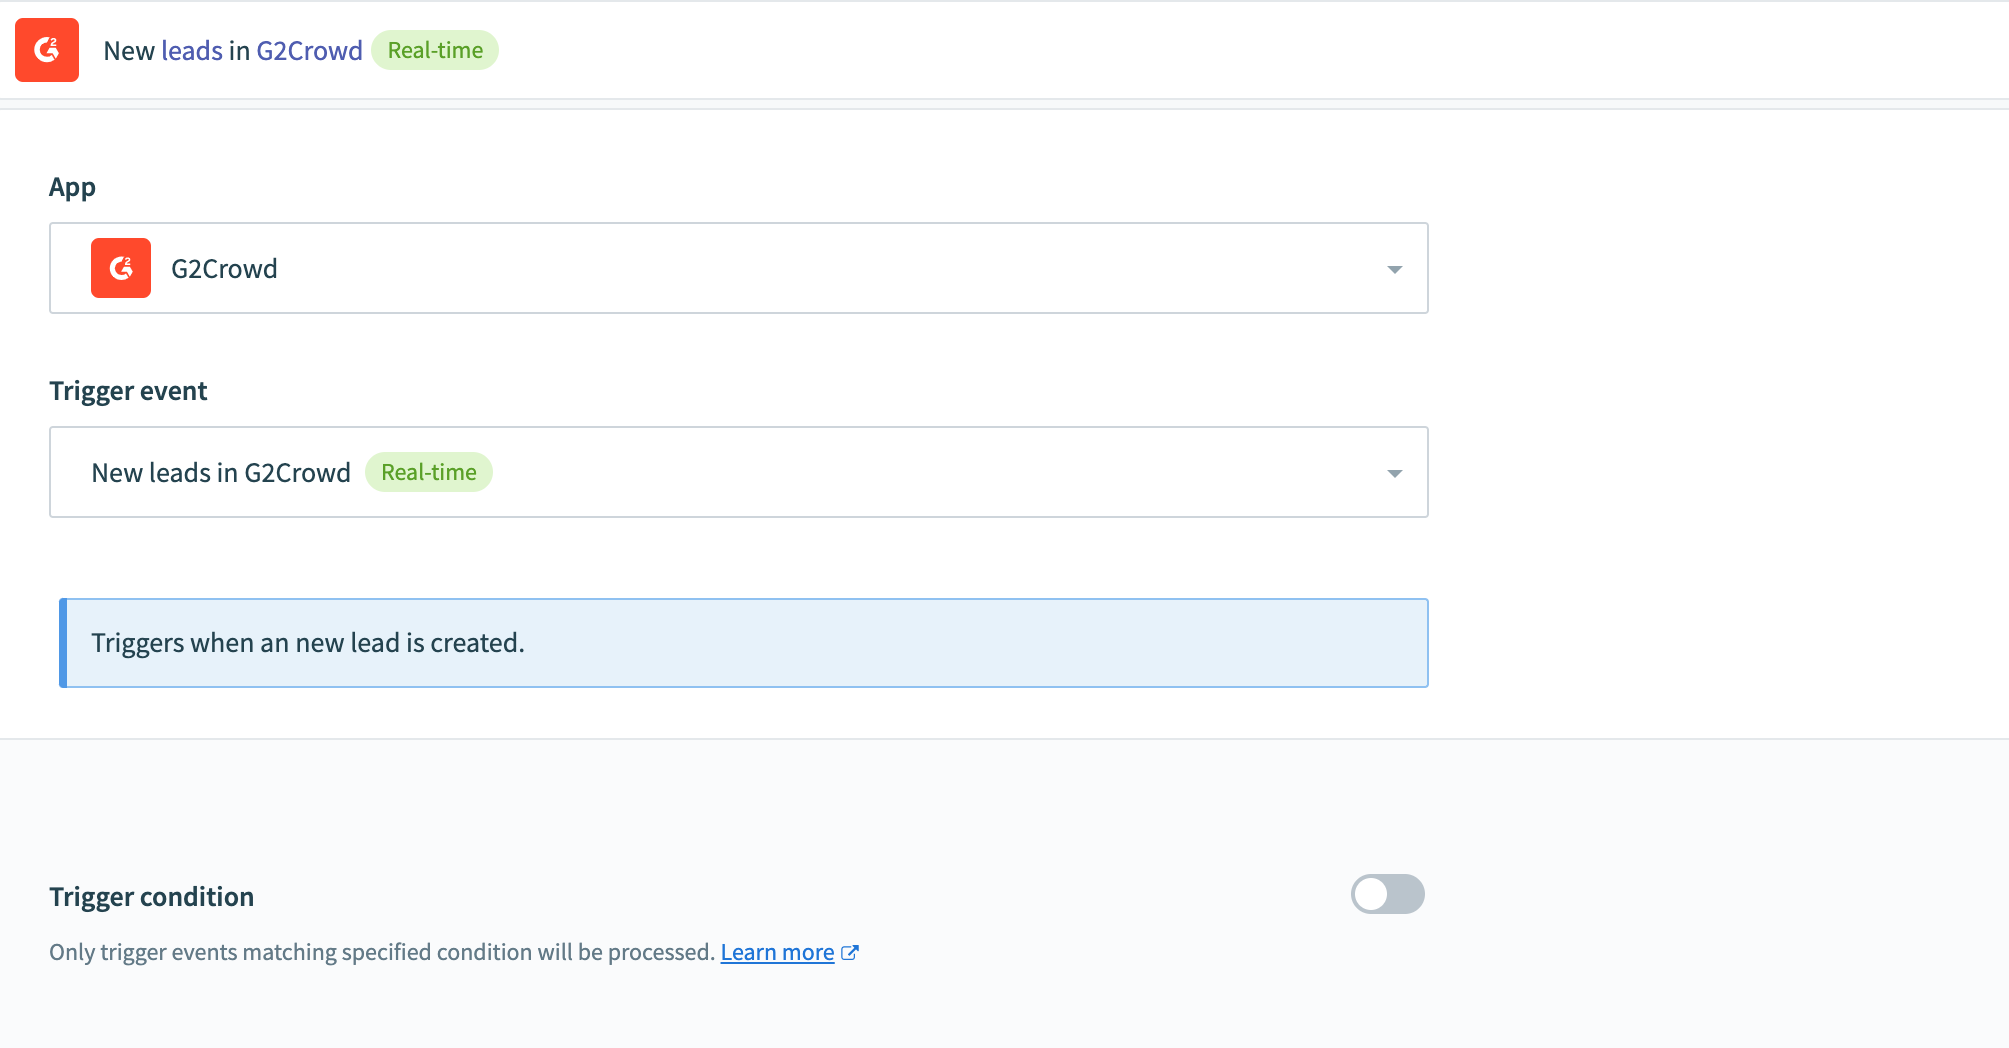 New leads in G2Crowd Real-time
App
G2Crowd
Trigger event
New leads in G2Crowd Real-time
Triggers when an new lead is created.
Trigger condition
Only trigger events matching specified condition will be processed. Learn more